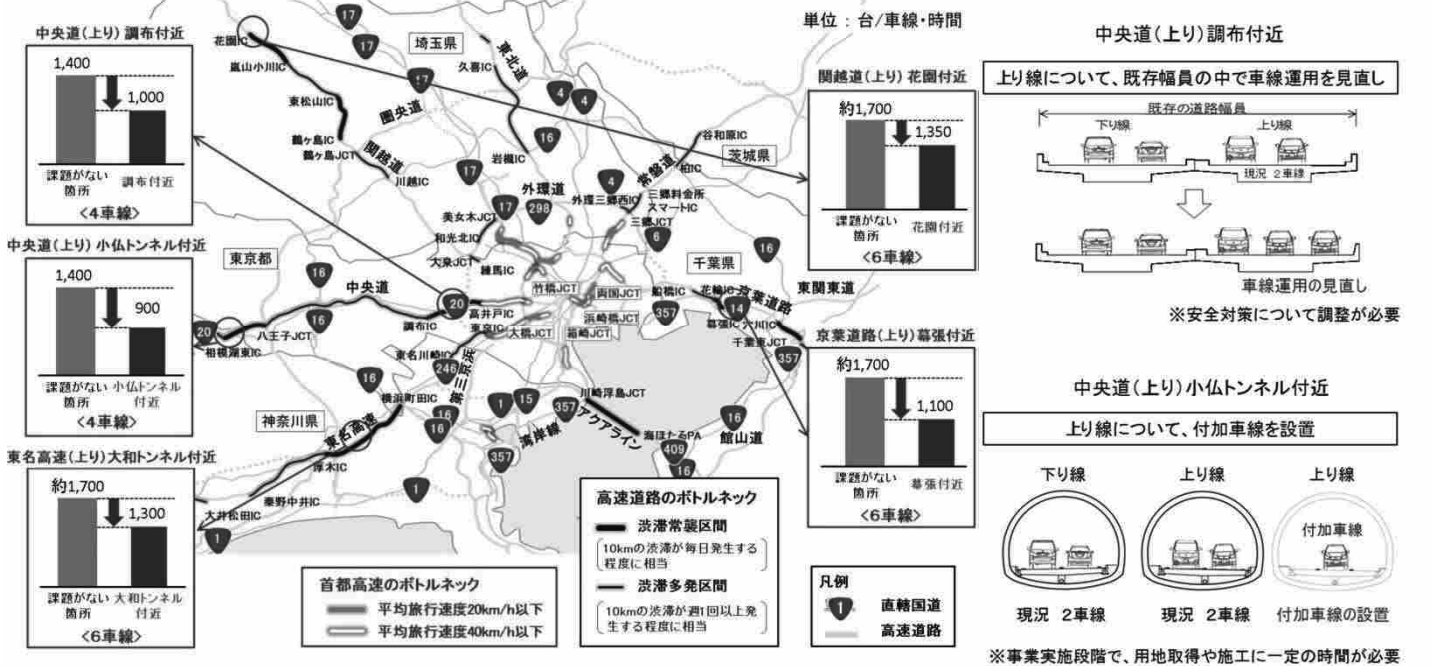 単位 : 台/車線・時間
中央道(上り) 調布付近
1,400
1,000
課題がない
箇所
調布付近
<4車線>
中央道(上り) 小仏トンネル付近
1,400
900
課題がない
箇所
小仏トンネル
付近
<4車線>
東名高速(上り)大和トンネル付近
約1,700
1,300
課題がない
箇所
大和トンネル
付近
<6車線>
花園IC
嵐山小川IC
東松山IC
鶴ヶ島IC
鶴ヶ島JCT
関越道
川越IC
圏央道
埼玉県
久喜IC
東北道
岩槻IC
外環道
谷和原IC
茨城県
常磐道
柏IC
外環三郷西IC
三郷料金所
スマートIC
三郷JCT
美女木JCT
和光北IC
大泉JCT
練馬IC
東京都
中央道
八王子JCT
相模湖東IC
調布IC
高井戸IC
東京IC
竹橋JCT
両国JCT
浜崎橋JCT
大橋JCT
箱崎JCT
東名川崎IC
第三京浜
横浜町田IC
神奈川県
東名高速
厚木IC
秦野中井IC
大井松田IC
千葉県
船橋IC
花輪IC
京葉道路
東関東道
幕張IC
穴川IC
千葉東JCT
川崎浮島JCT
アクアライン
海ほたるPA
湾岸線
館山道
17
17
17
4
4
16
17
4
17
298
6
16
16
16
20
20
14
357
357
246
16
16
16
1
15
357
357
16
409
16
1
1
首都高速のボトルネック
平均旅行速度20km/h以下
平均旅行速度40km/h以下
高速道路のボトルネック
渋滞常襲区間
10kmの渋滞が毎日発生する
程度に相当
渋滞多発区間
10kmの渋滞が週1回以上発
生する程度に相当
凡例
1
直轄国道
高速道路
関越道(上り) 花園付近
約1,700
1,350
課題がない
箇所
花園付近
<6車線>
京葉道路(上り)幕張付近
約1,700
1,100
課題がない
箇所
幕張付近
<6車線>
中央道(上り)調布付近
上り線について、既存幅員の中で車線運用を見直し
既存の道路幅員
下り線
上り線
現況 2車線
車線運用の見直し
※安全対策について調整が必要
中央道(上り)小仏トンネル付近
上り線について、付加車線を設置
下り線
上り線
上り線
付加車線
現況 2車線
現況 2車線
付加車線の設置
※事業実施段階で、用地取得や施工に一定の時間が必要